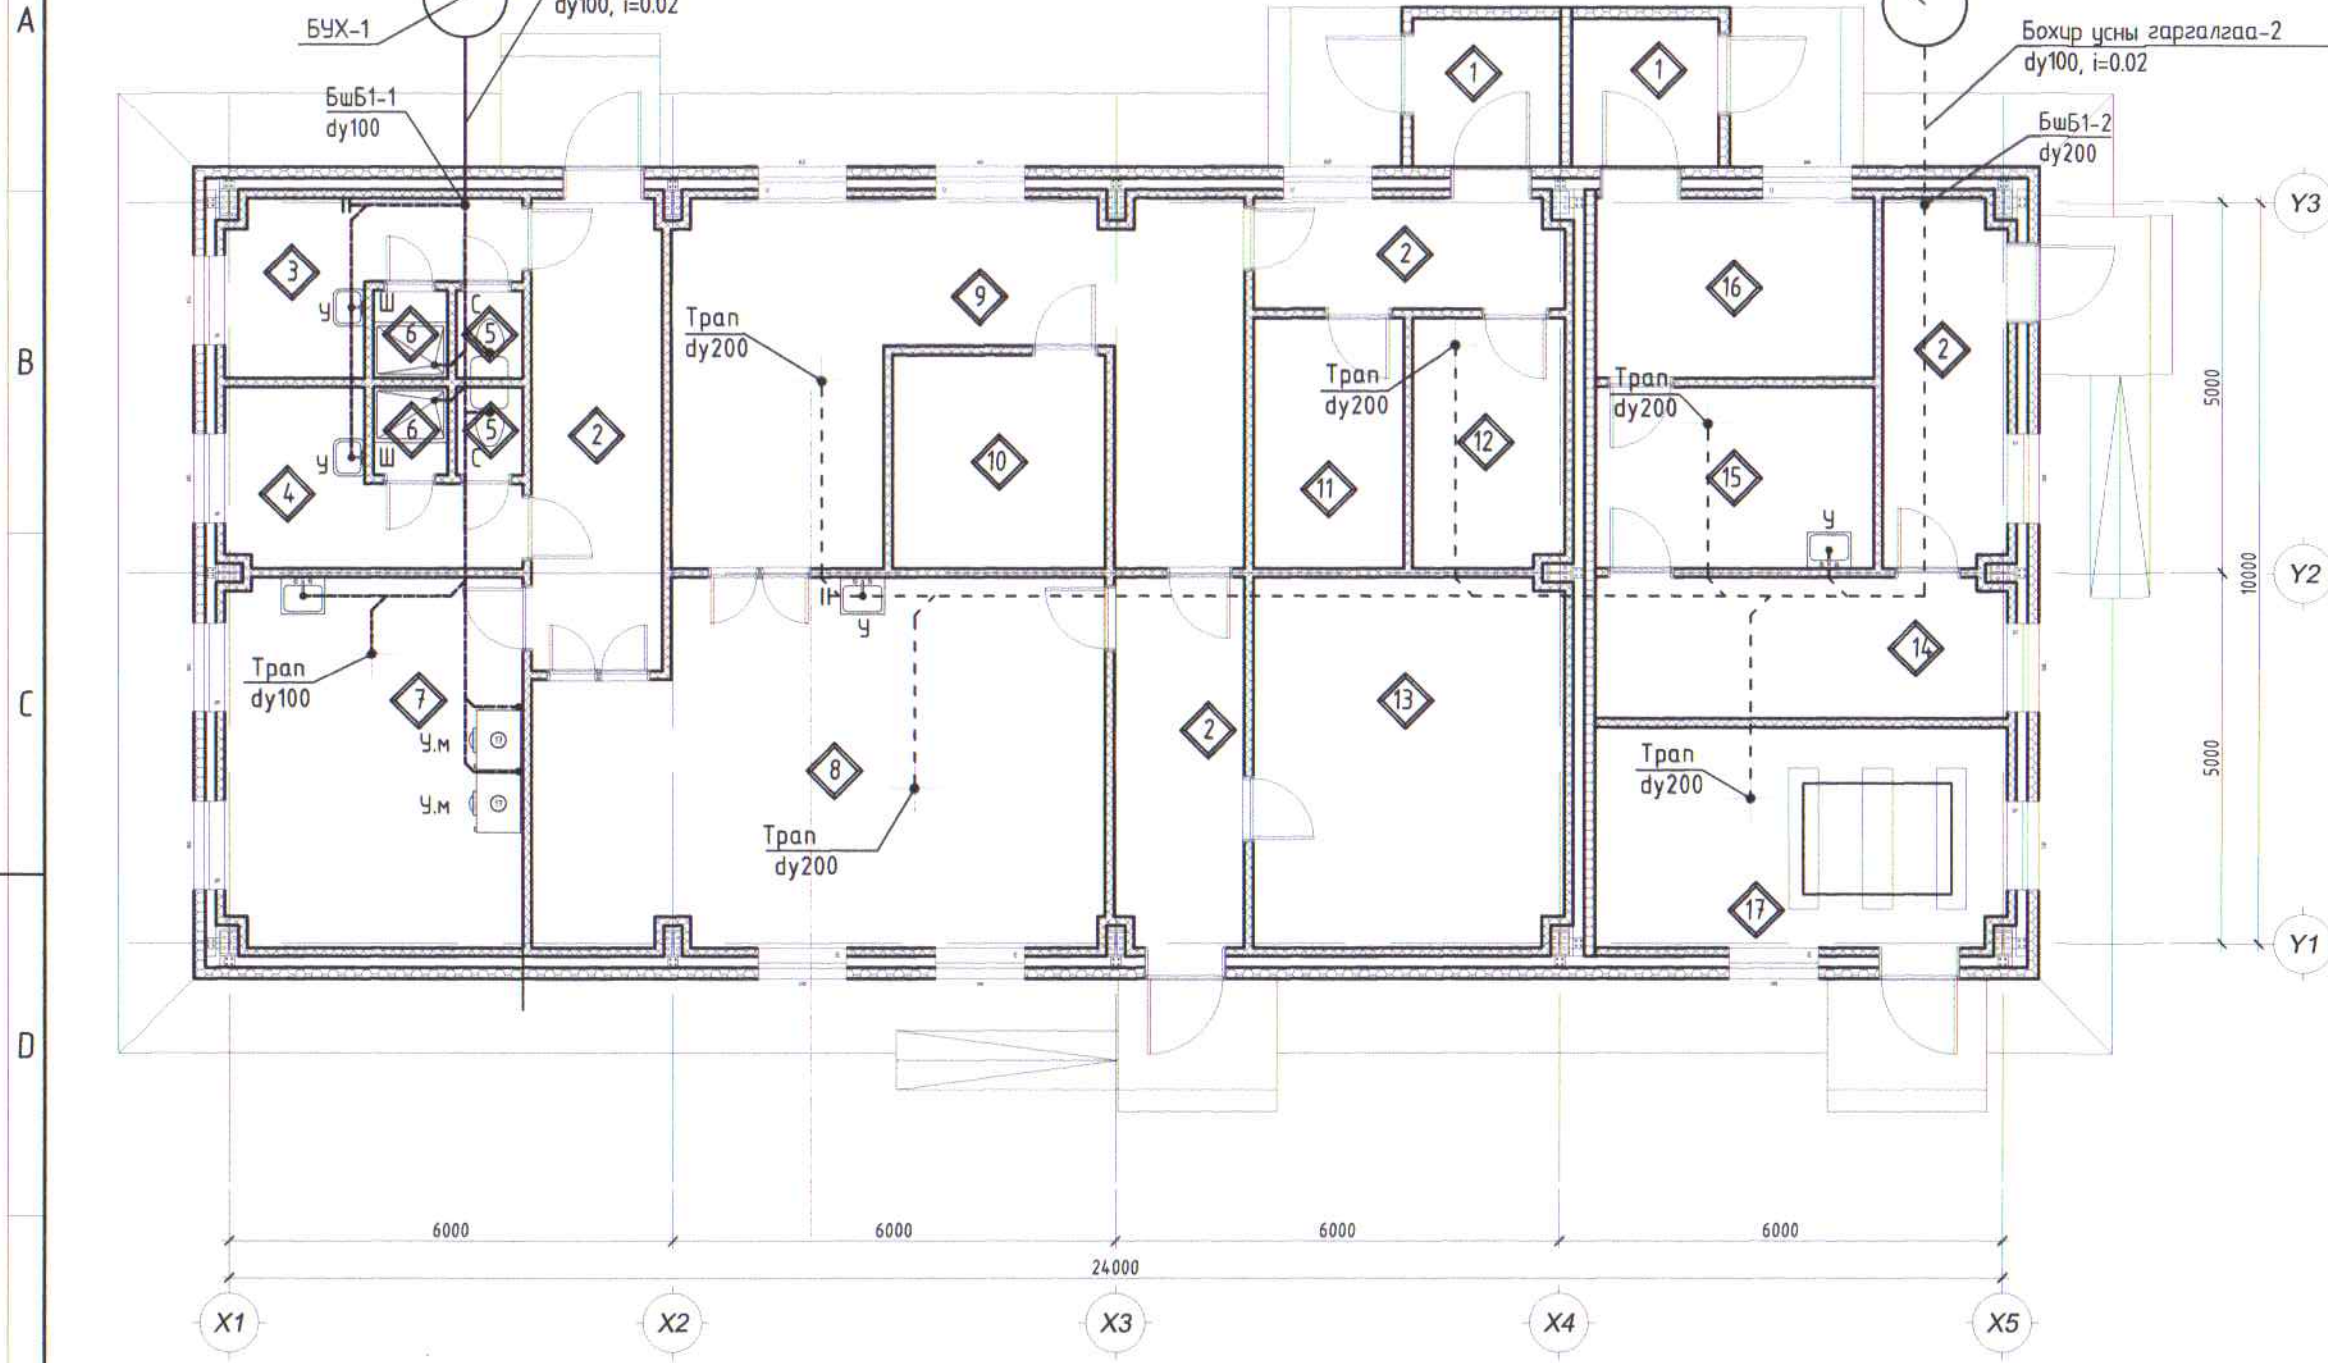 A
dy100, i=0.02
БУХ-1
Бохир усны гаргалгаа-2
dy100, i=0.02
1
1
БшБ1-1
dy100
БшБ1-2
dy200
Y3
3
2
9
16
Трап
dy200
У
Ш
С
6
5
2
B
Трап
dy200
Трап
dy200
5000
6
5
2
10
11
12
15
У
Ш
С
4
У
Y2
10000
У
14
C
Трап
dy100
7
13
2
У.м
8
Трап
dy200
5000
У.м
Трап
dy200
17
Y1
D
6000
6000
6000
6000
24000
X1
X2
X3
X4
X5